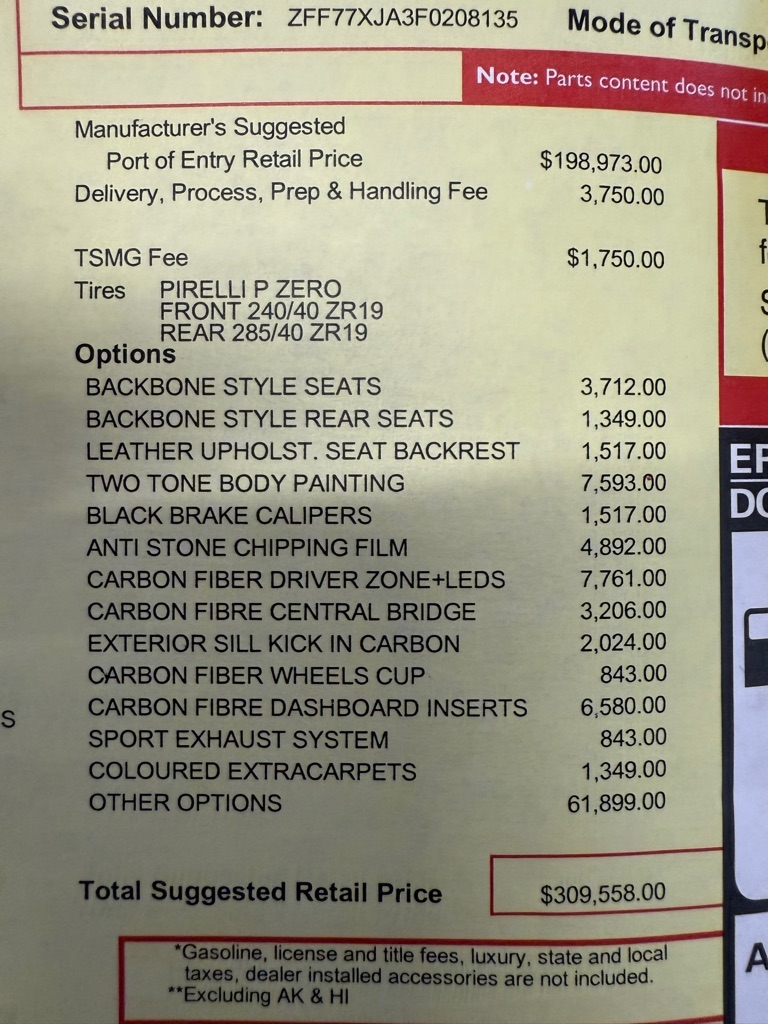 Serial Number: ZFF77XJA3F0208135 Mode of Transp
Note: Parts content does not in
Manufacturer's Suggested
Port of Entry Retail Price $198,973.00
Delivery, Process, Prep & Handling Fee 3,750.00
TSMG Fee $1,750.00
Tires PIRELLI P ZERO
FRONT 240/40 ZR19
REAR 285/40 ZR19
Options
BACKBONE STYLE SEATS 3,712.00
BACKBONE STYLE REAR SEATS 1,349.00
LEATHER UPHOLST. SEAT BACKREST 1,517.00
TWO TONE BODY PAINTING 7,593.00
BLACK BRAKE CALIPERS 1,517.00
ANTI STONE CHIPPING FILM 4,892.00
CARBON FIBER DRIVER ZONE+LEDS 7,761.00
CARBON FIBRE CENTRAL BRIDGE 3,206.00
EXTERIOR SILL KICK IN CARBON 2,024.00
CARBON FIBER WHEELS CUP 843.00
CARBON FIBRE DASHBOARD INSERTS 6,580.00
SPORT EXHAUST SYSTEM 843.00
COLOURED EXTRACARPETS 1,349.00
OTHER OPTIONS 61,899.00
Total Suggested Retail Price $309,558.00
*Gasoline, license and title fees, luxury, state and local
taxes, dealer installed accessories are not included.
**Excluding AK & HI
S